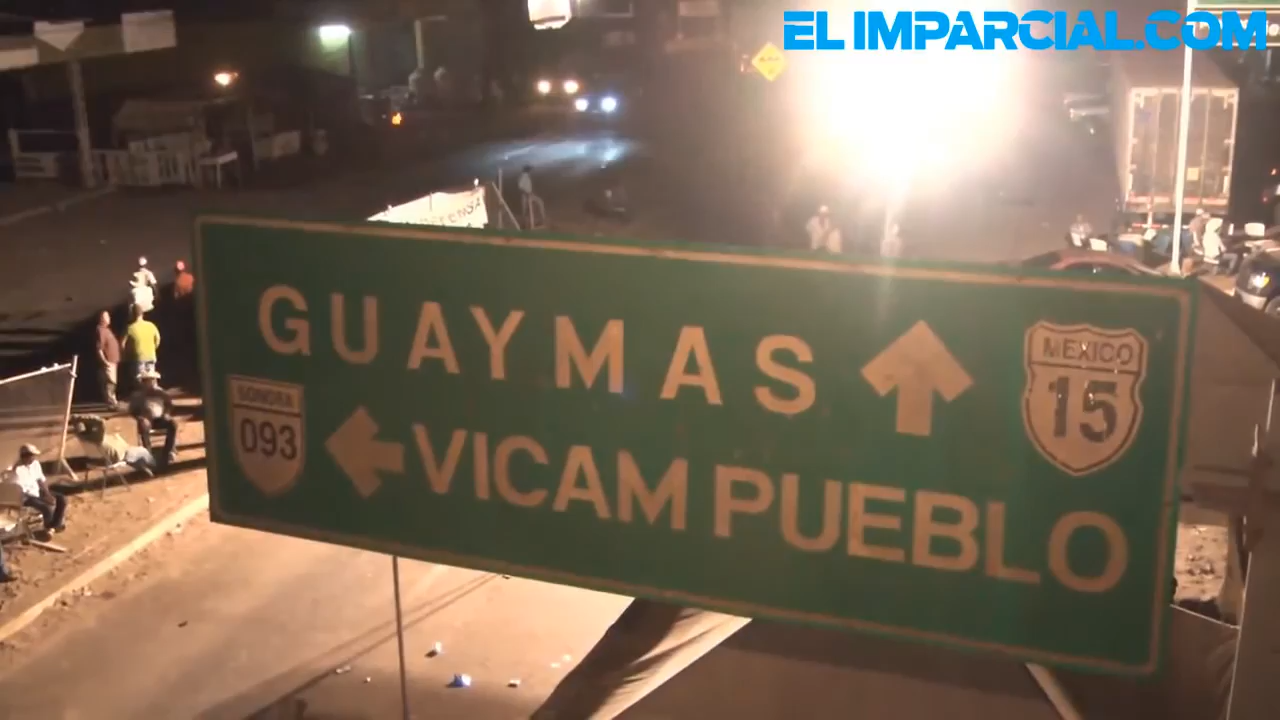 EL IMPARCIAL.COM
GUAYMAS
MEXICO
15
SONORA
093
VICAM PUEBLO